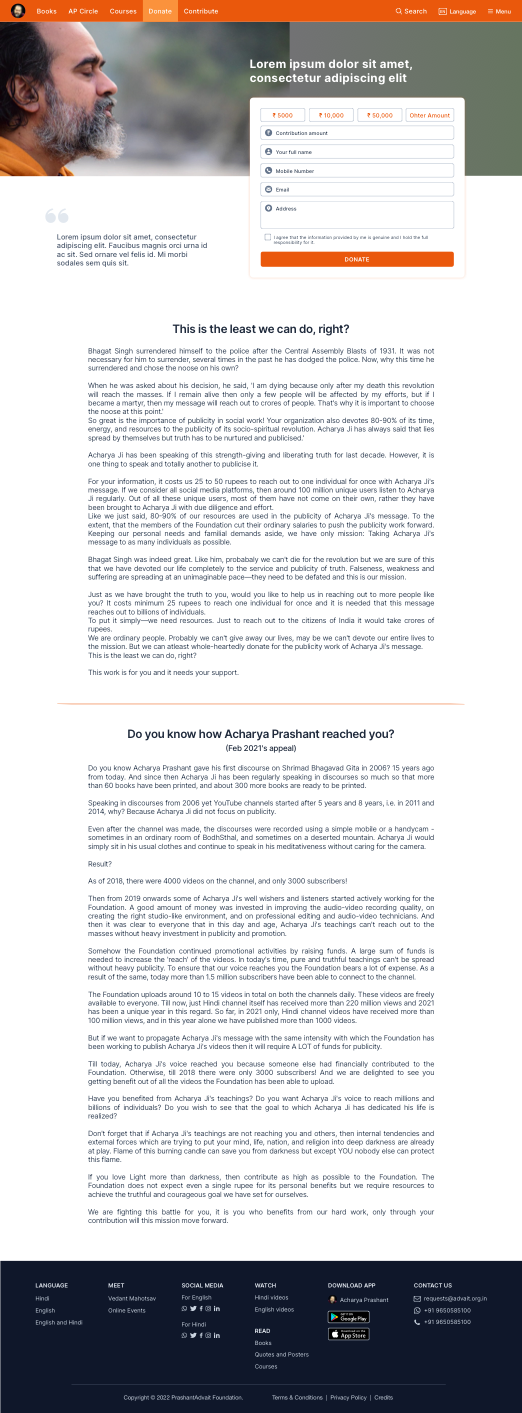 Books AP Circle Courses Donate Contribute Search EN Language Menu
Lorem ipsum dolor sit amet,
consectetur adipiscing elit
₹ 5000 ₹ 10,000 ₹ 50,000 Ohter Amount
Contribution amount
Your full name
Mobile Number
Email
Address
I agree that the information provided by me is genuine and I hold the full
responsibility for it.
DONATE
Lorem ipsum dolor sit amet, consectetur
adipiscing elit. Faucibus magnis orci urna id
ac sit. Sed ornare vel felis id. Mi morbi
sodales sem quis sit.
This is the least we can do, right?
Bhagat Singh surrendered himself to the police after the Central Assembly Blasts of 1931. It was not
necessary for him to surrender, several times in the past he has dodged the police. Now, why this time he
surrendered and chose the noose on his own?
When he was asked about his decision, he said, 'I am dying because only after my death this revolution
will reach the masses. If I remain alive then only a few people will be affected by my efforts, but if I
became a martyr, then my message will reach out to crores of people. That's why it is important to choose
the noose at this point.'
So great is the importance of publicity in social work! Your organization also devotes 80-90% of its time,
energy, and resources to the publicity of its socio-spiritual revolution. Acharya Ji has always said that lies
spread by themselves but truth has to be nurtured and publicised.'
Acharya Ji has been speaking of this strength-giving and liberating truth for last decade. However, it is
one thing to speak and totally another to publicise it.
For your information, it costs us 25 to 50 rupees to reach out to one individual for once with Acharya Ji's
message. If we consider all social media platforms, then around 100 million unique users listen to Acharya
Ji regularly. Out of all these unique users, most of them have not come on their own, rather they have
been brought to Acharya Ji with due diligence and effort.
Like we just said, 80-90% of our resources are used in the publicity of Acharya Ji's message. To the
extent, that the members of the Foundation cut their ordinary salaries to push the publicity work forward.
Keeping our personal needs and familial demands aside, we have only mission: Taking Acharya Ji's
message to as many individuals as possible.
Bhagat Singh was indeed great. Like him, probabaly we can't die for the revolution but we are sure of this
that we have devoted our life completely to the service and publicity of truth. Falseness, weakness and
suffering are spreading at an unimaginable pace—they need to be defated and this is our mission.
Just as we have brought the truth to you, would you like to help us in reaching out to more people like
you? It costs minimum 25 rupees to reach one individual for once and it is needed that this message
reaches out to billions of individuals.
To put it simply—we need resources. Just to reach out to the citizens of India it would take crores of
rupees.
We are ordinary people. Probably we can't give away our lives, may be we can't devote our entire lives to
the mission. But we can atleast whole-heartedly donate for the publicity work of Acharya Ji's message.
This is the least we can do, right?
This work is for you and it needs your support.
Do you know how Acharya Prashant reached you?
(Feb 2021's appeal)
Do you know Acharya Prashant gave his first discourse on Shrimad Bhagavad Gita in 2006? 15 years ago
from today. And since then Acharya Ji has been regularly speaking in discourses so much so that more
than 60 books have been printed, and about 300 more books are ready to be printed.
Speaking in discourses from 2006 yet YouTube channels started after 5 years and 8 years, i.e. in 2011 and
2014, why? Because Acharya Ji did not focus on publicity.
Even after the channel was made, the discourses were recorded using a simple mobile or a handycam -
sometimes in an ordinary room of BodhSthal, and sometimes on a deserted mountain. Acharya Ji would
simply sit in his usual clothes and continue to speak in his meditativeness without caring for the camera.
Result?
As of 2018, there were 4000 videos on the channel, and only 3000 subscribers!
Then from 2019 onwards some of Acharya Ji's well wishers and listeners started actively working for the
Foundation. A good amount of money was invested in improving the audio-video recording quality, on
creating the right studio-like environment, and on professional editing and audio-video technicians. And
then it was clear to everyone that in this day and age, Acharya Ji's teachings can't reach out to the
masses without heavy investment in publicity and promotion.
Somehow the Foundation continued promotional activities by raising funds. A large sum of funds is
needed to increase the 'reach' of the videos. In today's time, pure and truthful teachings can't be spread
without heavy publicity. To ensure that our voice reaches you the Foundation bears a lot of expense. As a
result of the same, today more than 1.5 million subscribers have been able to connect to the channel.
The Foundation uploads around 10 to 15 videos in total on both the channels daily. These videos are freely
available to everyone. Till now, just Hindi channel itself has received more than 220 million views and 2021
has been a unique year in this regard. So far, in 2021 only, Hindi channel videos have received more than
100 million views, and in this year alone we have published more than 1000 videos.
But if we want to propagate Acharya Ji's message with the same intensity with which the Foundation has
been working to publish Acharya Ji's videos then it will require A LOT of funds for publicity.
Till today, Acharya Ji's voice reached you because someone else had financially contributed to the
Foundation. Otherwise, till 2018 there were only 3000 subscribers! And we are delighted to see you
getting benefit out of all the videos the Foundation has been able to upload.
Have you benefited from Acharya Ji's teachings? Do you want Acharya Ji's voice to reach millions and
billions of individuals? Do you wish to see that the goal to which Acharya Ji has dedicated his life is
realized?
Don't forget that if Acharya Ji's teachings are not reaching you and others, then internal tendencies and
external forces which are trying to put your mind, life, nation, and religion into deep darkness are already
at play. Flame of this burning candle can save you from darkness but except YOU nobody else can protect
this flame.
If you love Light more than darkness, then contribute as high as possible to the Foundation. The
Foundation does not expect even a single rupee for its personal benefits but we require resources to
achieve the truthful and courageous goal we have set for ourselves.
We are fighting this battle for you, it is you who benefits from our hard work, only through your
contribution will this mission move forward.
LANGUAGE
Hindi
English
English and Hindi
MEET
Vedant Mahotsav
Online Events
SOCIAL MEDIA
For English
For Hindi
WATCH
Hindi videos
English videos
READ
Books
Quotes and Posters
Courses
DOWNLOAD APP
Acharya Prashant
GET IT ON
Google Play
Download on the
App Store
CONTACT US
requests@advait.org.in
+91 9650585100
+91 9650585100
Copyright © 2022 PrashantAdvait Foundation. Terms & Conditions | Privacy Policy | Credits